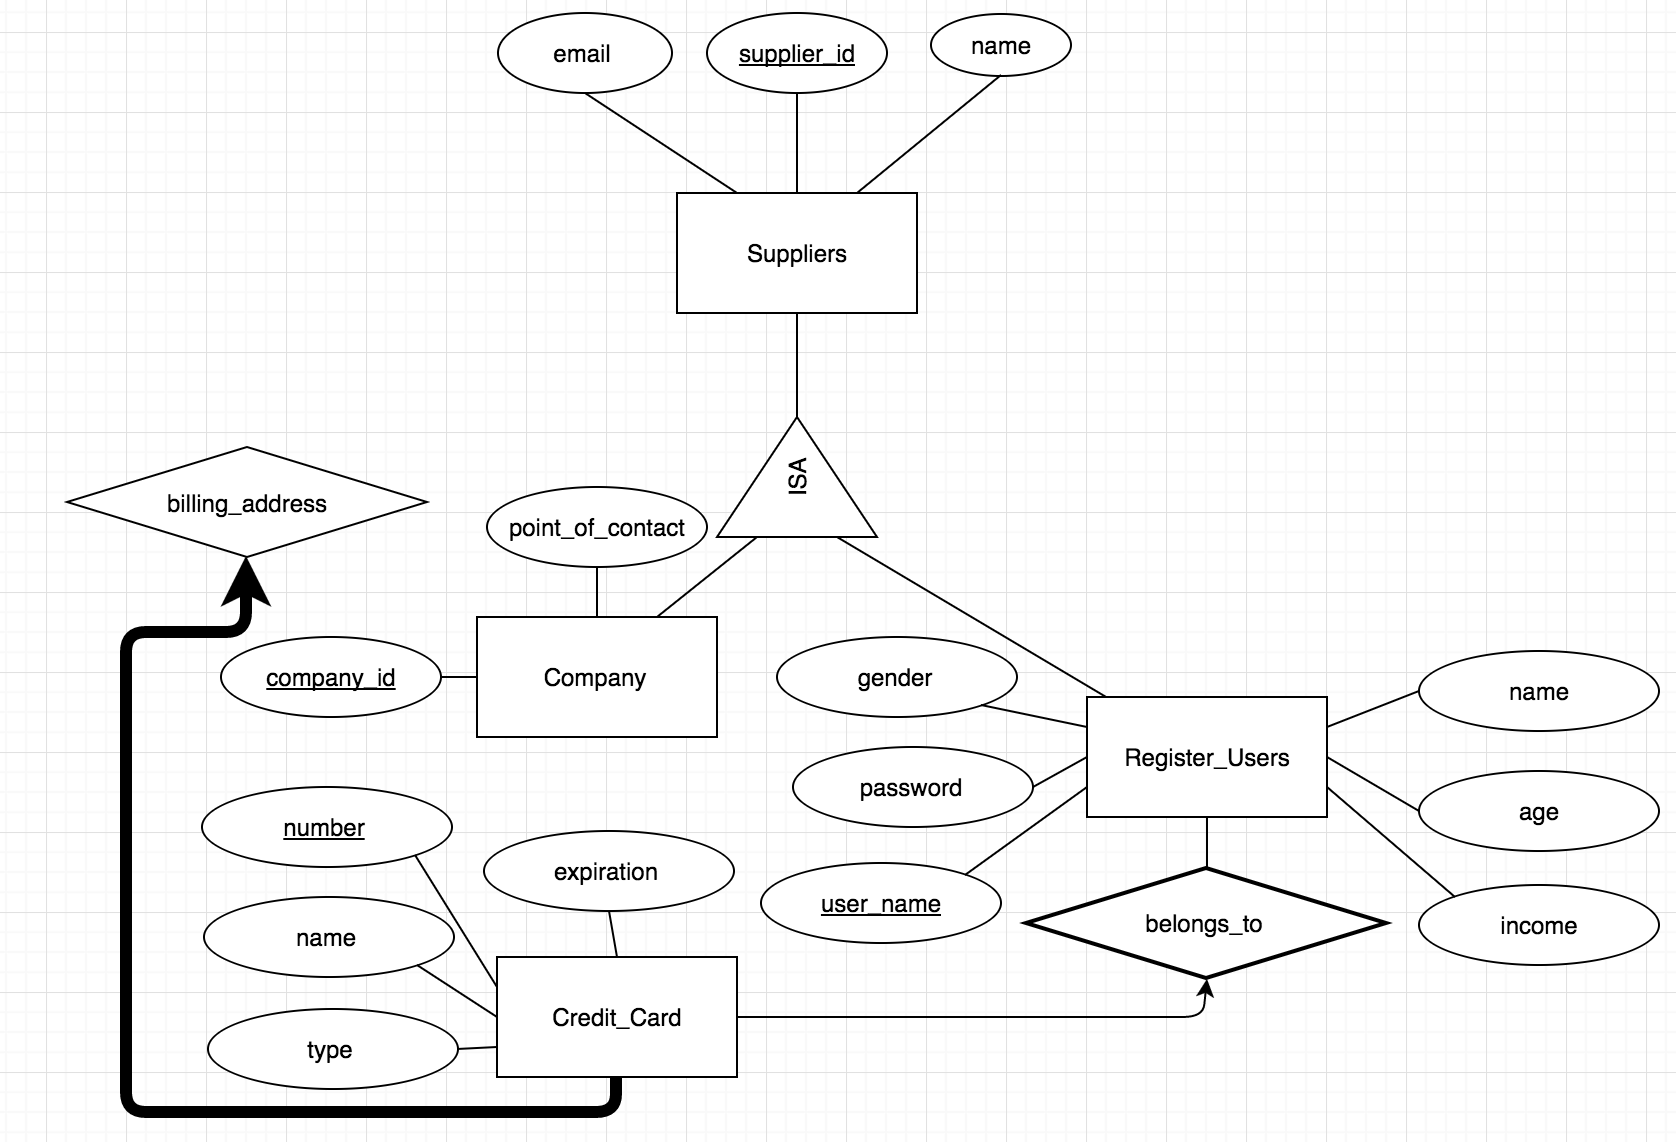 email
supplier_id
name
Suppliers
ISA
billing_address
point_of_contact
company_id
Company
gender
name
Register_Users
password
age
number
expiration
user_name
belongs_to
income
name
Credit_Card
type